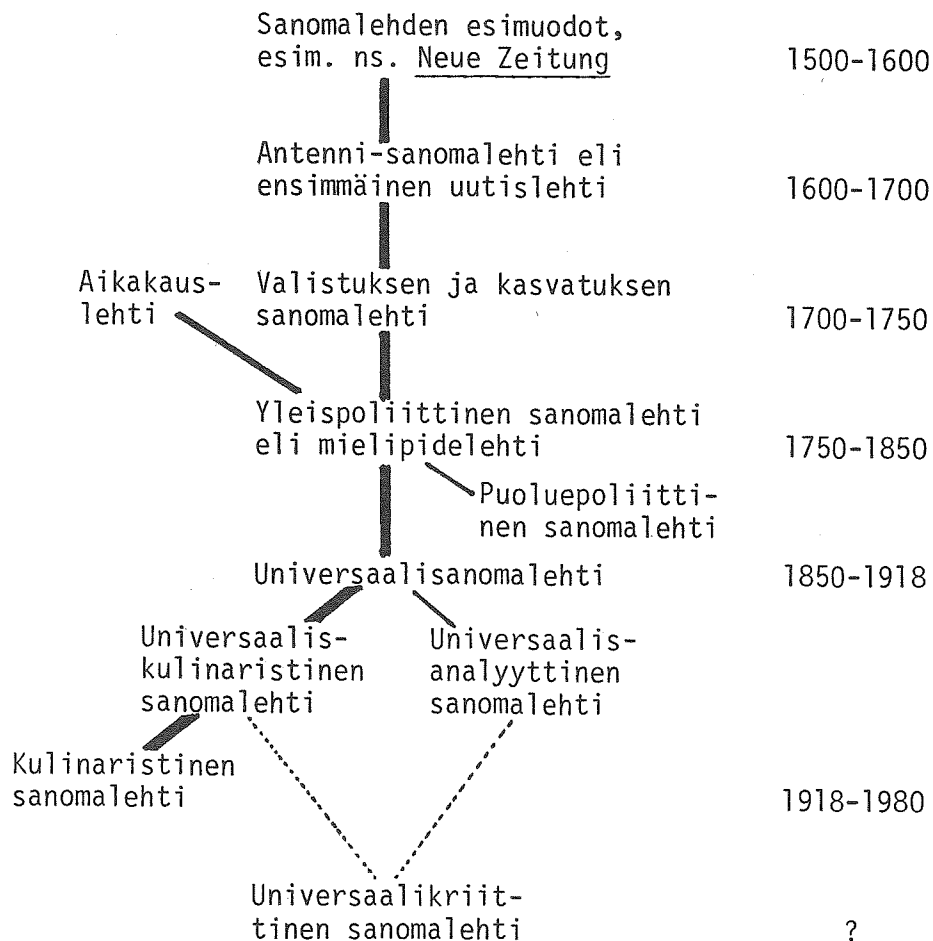 Sanomalehden esimuodot,
esim. ns. Neue Zeitung 1500-1600
Antenni-sanomalehti eli
ensimmäinen uutislehti 1600-1700
Aikakaus-
lehti
Valistuksen ja kasvatuksen
sanomalehti 1700-1750
Yleispoliittinen sanomalehti
eli mielipidelehti 1750-1850
Puoluepoliitti-
nen sanomalehti
Universaalisanomalehti 1850-1918
Universaalis-
kulinaristinen
sanomalehti
Universaalis-
analyyttinen
sanomalehti
Kulinaristinen
sanomalehti 1918-1980
Universaalikriit-
tinen sanomalehti ?